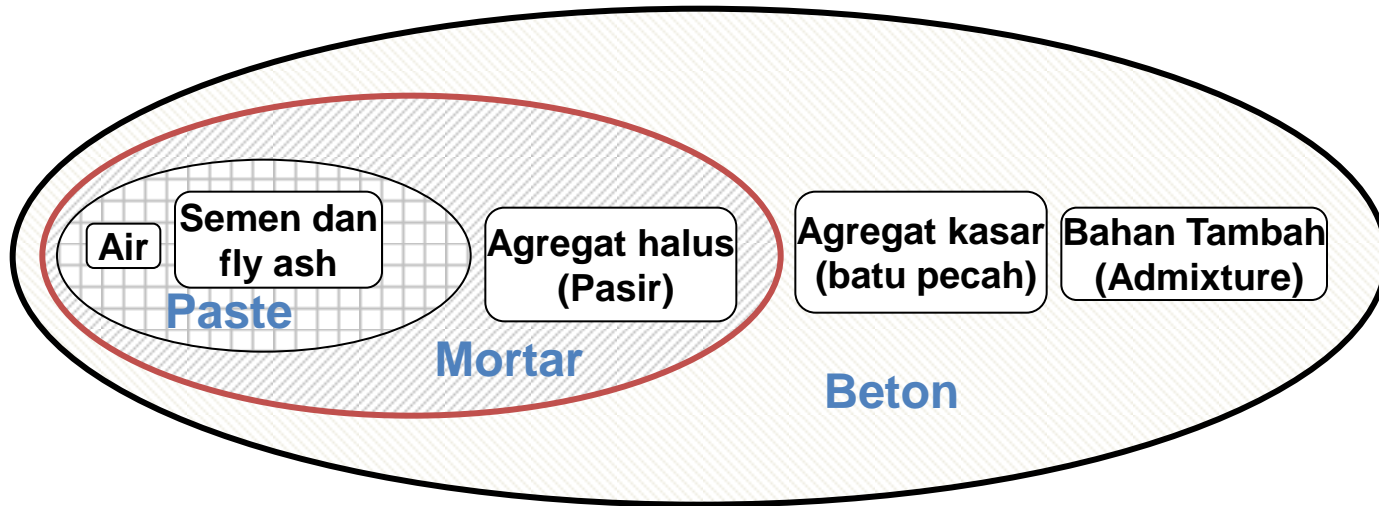 Air
Semen dan
fly ash
Paste
Agregat halus
(Pasir)
Mortar
Agregat kasar
(batu pecah)
Bahan Tambah
(Admixture)
Beton